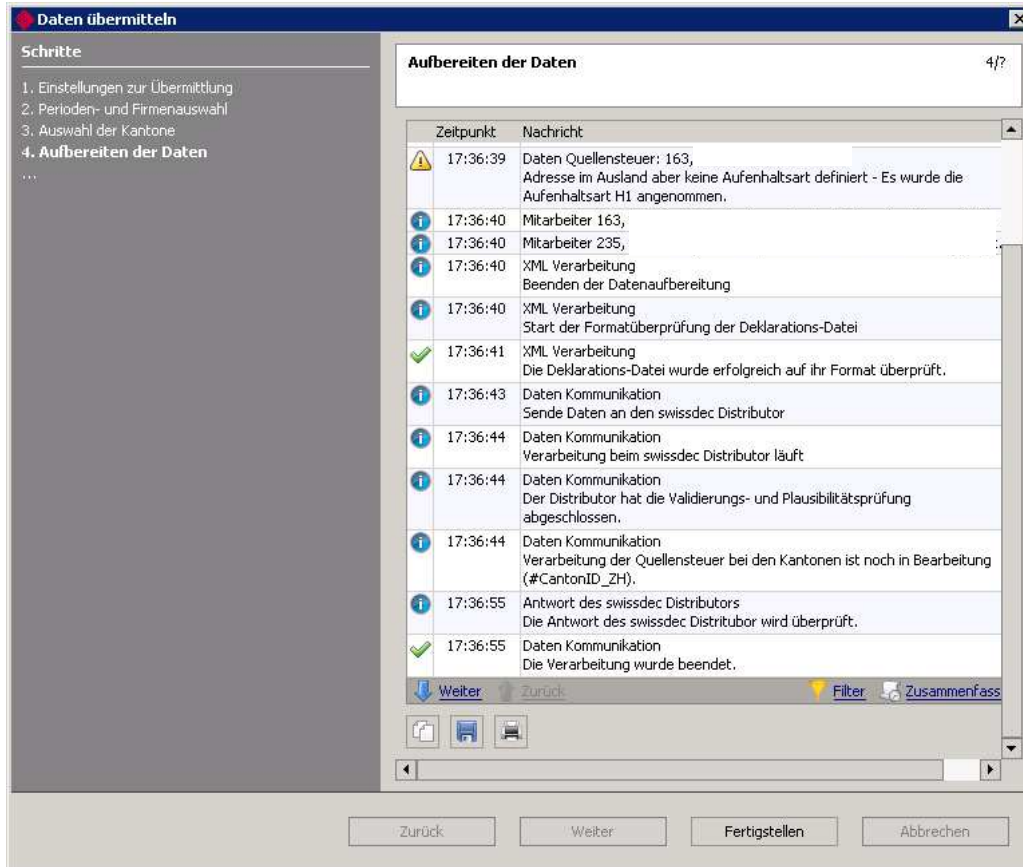 Daten übermitteln
Schritte
1. Einstellungen zur Übermittlung
2. Perioden- und Firmenauswahl
3. Auswahl der Kantone
4. Aufbereiten der Daten
...
Aufbereiten der Daten
4/?
Zeitpunkt Nachricht
17:36:39 Daten Quellensteuer: 163,
Adresse im Ausland aber keine Aufenhaltsart definiert - Es wurde die
Aufenhaltsart H1 angenommen.
17:36:40 Mitarbeiter 163,
17:36:40 Mitarbeiter 235,
17:36:40 XML Verarbeitung
Beenden der Datenaufbereitung
17:36:40 XML Verarbeitung
Start der Formatüberprüfung der Deklarations-Datei
17:36:41 XML Verarbeitung
Die Deklarations-Datei wurde erfolgreich auf ihr Format überprüft.
17:36:43 Daten Kommunikation
Sende Daten an den swissdec Distributor
17:36:44 Daten Kommunikation
Verarbeitung beim swissdec Distributor läuft
17:36:44 Daten Kommunikation
Der Distributor hat die Validierungs- und Plausibilitätsprüfung
abgeschlossen.
17:36:44 Daten Kommunikation
Verarbeitung der Quellensteuer bei den Kantonen ist noch in Bearbeitung
(#CantonID_ZH).
17:36:55 Antwort des swissdec Distributors
Die Antwort des swissdec Distritubor wird überprüft.
17:36:55 Daten Kommunikation
Die Verarbeitung wurde beendet.
Weiter Zurück Filter Zusammenfass
Zurück Weiter Fertigstellen Abbrechen